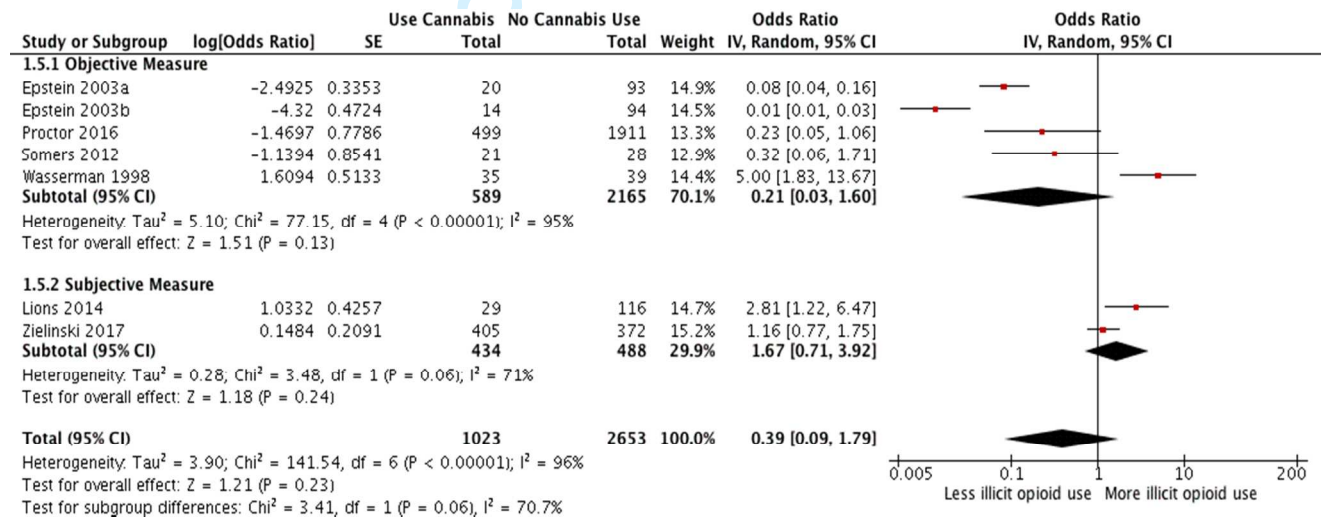 Use Cannabis No Cannabis Use Odds Ratio Odds Ratio
Study or Subgroup log[Odds Ratio] SE Total Total Weight IV, Random, 95% CI IV, Random, 95% CI
1.5.1 Objective Measure
Epstein 2003a -2.4925 0.3353 20 93 14.9% 0.08 [0.04, 0.16]
Epstein 2003b -4.32 0.4724 14 94 14.5% 0.01 [0.01, 0.03]
Proctor 2016 -1.4697 0.7786 499 1911 13.3% 0.23 [0.05, 1.06]
Somers 2012 -1.1394 0.8541 21 28 12.9% 0.32 [0.06, 1.71]
Wasserman 1998 1.6094 0.5133 35 39 14.4% 5.00 [1.83, 13.67]
Subtotal (95% CI) 589 2165 70.1% 0.21 [0.03, 1.60]
Heterogeneity: Tau² = 5.10; Chi² = 77.15, df = 4 (P < 0.00001); I² = 95%
Test for overall effect: Z = 1.51 (P = 0.13)
1.5.2 Subjective Measure
Lions 2014 1.0332 0.4257 29 116 14.7% 2.81 [1.22, 6.47]
Zielinski 2017 0.1484 0.2091 405 372 15.2% 1.16 [0.77, 1.75]
Subtotal (95% CI) 434 488 29.9% 1.67 [0.71, 3.92]
Heterogeneity: Tau² = 0.28; Chi² = 3.48, df = 1 (P = 0.06); I² = 71%
Test for overall effect: Z = 1.18 (P = 0.24)
Total (95% CI) 1023 2653 100.0% 0.39 [0.09, 1.79]
Heterogeneity: Tau² = 3.90; Chi² = 141.54, df = 6 (P < 0.00001); I² = 96%
Test for overall effect: Z = 1.21 (P = 0.23)
Test for subgroup differences: Chi² = 3.41, df = 1 (P = 0.06), I² = 70.7%
0.005 0.1 1 10 200
Less illicit opioid use More illicit opioid use